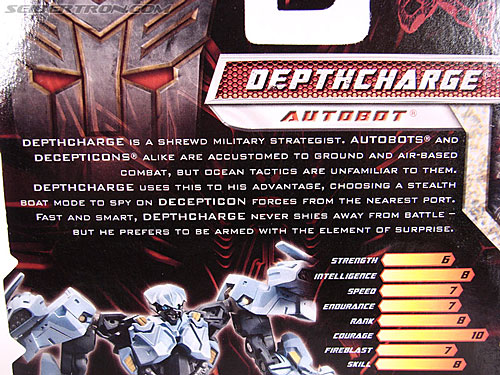 SEIBERTRON.COM
DEPTHCHARGE
AUTOBOT®
DEPTHCHARGE IS A SHREWD MILITARY STRATEGIST. AUTOBOTS® AND
DECEPTICONS® ALIKE ARE ACCUSTOMED TO GROUND AND AIR-BASED
COMBAT, BUT OCEAN TACTICS ARE UNFAMILIAR TO THEM.
DEPTHCHARGE USES THIS TO HIS ADVANTAGE, CHOOSING A STEALTH
BOAT MODE TO SPY ON DECEPTICON FORCES FROM THE NEAREST PORT.
FAST AND SMART, DEPTHCHARGE NEVER SHIES AWAY FROM BATTLE –
BUT HE PREFERS TO BE ARMED WITH THE ELEMENT OF SURPRISE.
STRENGTH 6
INTELLIGENCE 8
SPEED 7
ENDURANCE 7
RANK 8
COURAGE 10
FIREBLAST 7
SKILL 8